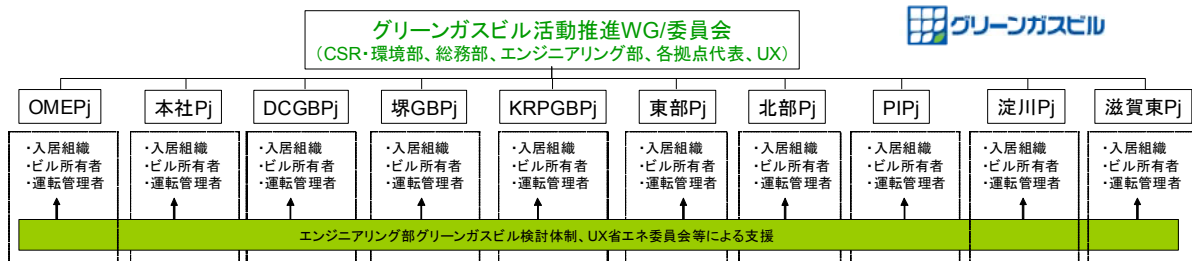 グリーンガスビル活動推進WG/委員会
(CSR・環境部、総務部、エンジニアリング部、各拠点代表、UX)
グリーンガスビル
OMEPj
本社Pj
DCGBPj
堺GBPj
KRPGBPj
東部Pj
北部Pj
PIPj
淀川Pj
滋賀東Pj
・入居組織
・ビル所有者
・運転管理者
・入居組織
・ビル所有者
・運転管理者
・入居組織
・ビル所有者
・運転管理者
・入居組織
・ビル所有者
・運転管理者
・入居組織
・ビル所有者
・運転管理者
・入居組織
・ビル所有者
・運転管理者
・入居組織
・ビル所有者
・運転管理者
・入居組織
・ビル所有者
・運転管理者
・入居組織
・ビル所有者
・運転管理者
・入居組織
・ビル所有者
・運転管理者
エンジニアリング部グリーンガスビル検討体制、UX省エネ委員会等による支援